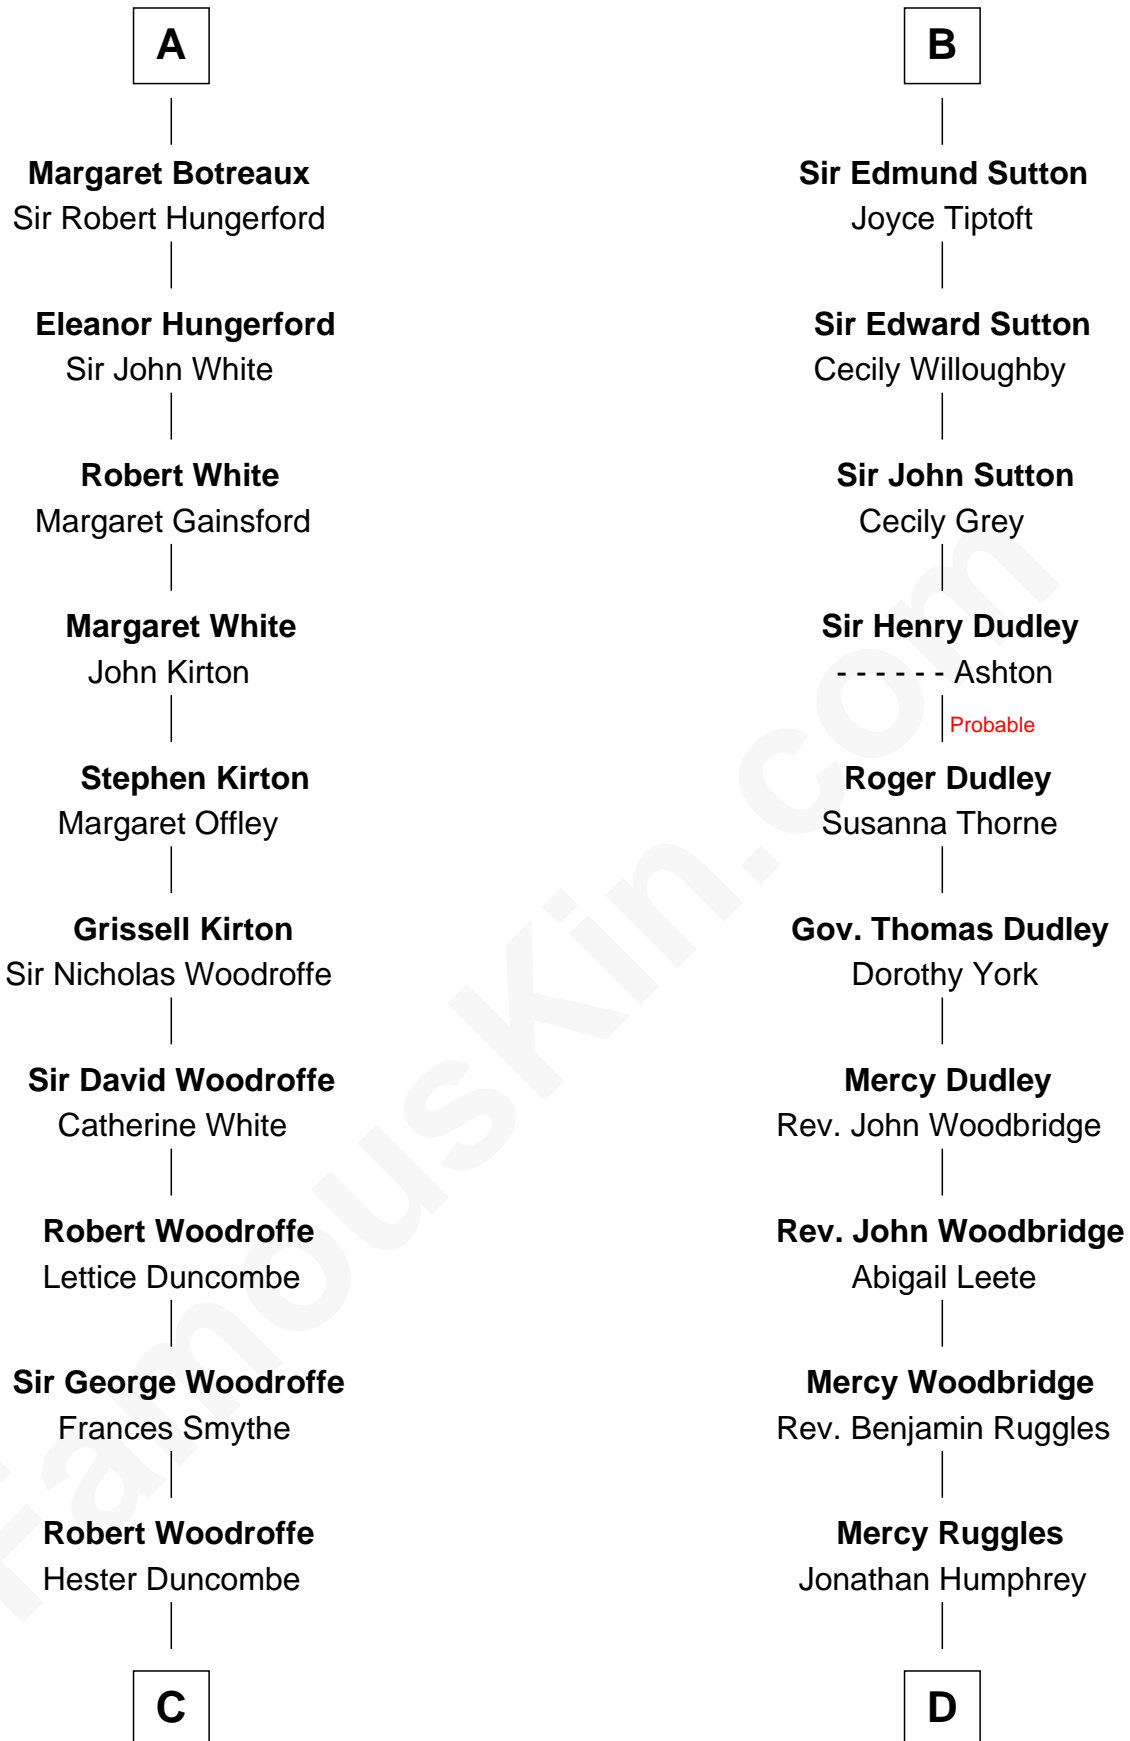 A
Margaret Botreaux
Sir Robert Hungerford
Eleanor Hungerford
Sir John White
Robert White
Margaret Gainsford
Margaret White
John Kirton
Stephen Kirton
Margaret Offley
Grissell Kirton
Sir Nicholas Woodroffe
Sir David Woodroffe
Catherine White
Robert Woodroffe
Lettice Duncombe
Sir George Woodroffe
Frances Smythe
Robert Woodroffe
Hester Duncombe
C
B
Sir Edmund Sutton
Joyce Tiptoft
Sir Edward Sutton
Cecily Willoughby
Sir John Sutton
Cecily Grey
Sir Henry Dudley
- - - - - - Ashton
Probable
Roger Dudley
Susanna Thorne
Gov. Thomas Dudley
Dorothy York
Mercy Dudley
Rev. John Woodbridge
Rev. John Woodbridge
Abigail Leete
Mercy Woodbridge
Rev. Benjamin Ruggles
Mercy Ruggles
Jonathan Humphrey
D
FamousKin.com